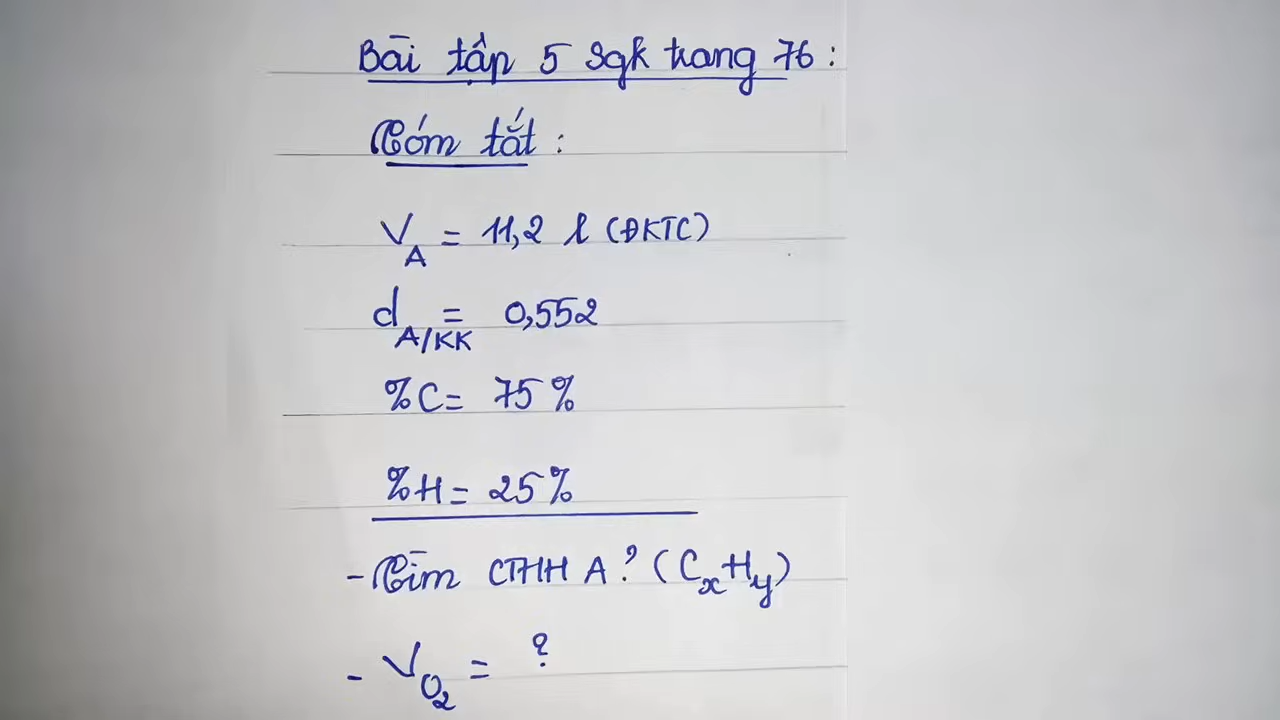 Bài tập 5 sgk trang 76 :
Tóm tắt :
V_A = 11,2 l (ĐKTC)
d_A/KK = 0,552
%C = 75 %
%H = 25 %
- Tìm CTHH A ? (C_xH_y)
- V_O_2 = ?